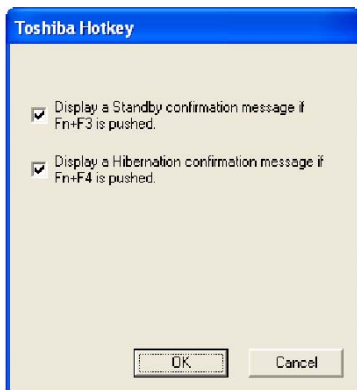 Toshiba Hotkey
Display a Standby confirmation message if
Fn+F3 is pushed.
Display a Hibernation confirmation message if
Fn+F4 is pushed.
OK
Cancel